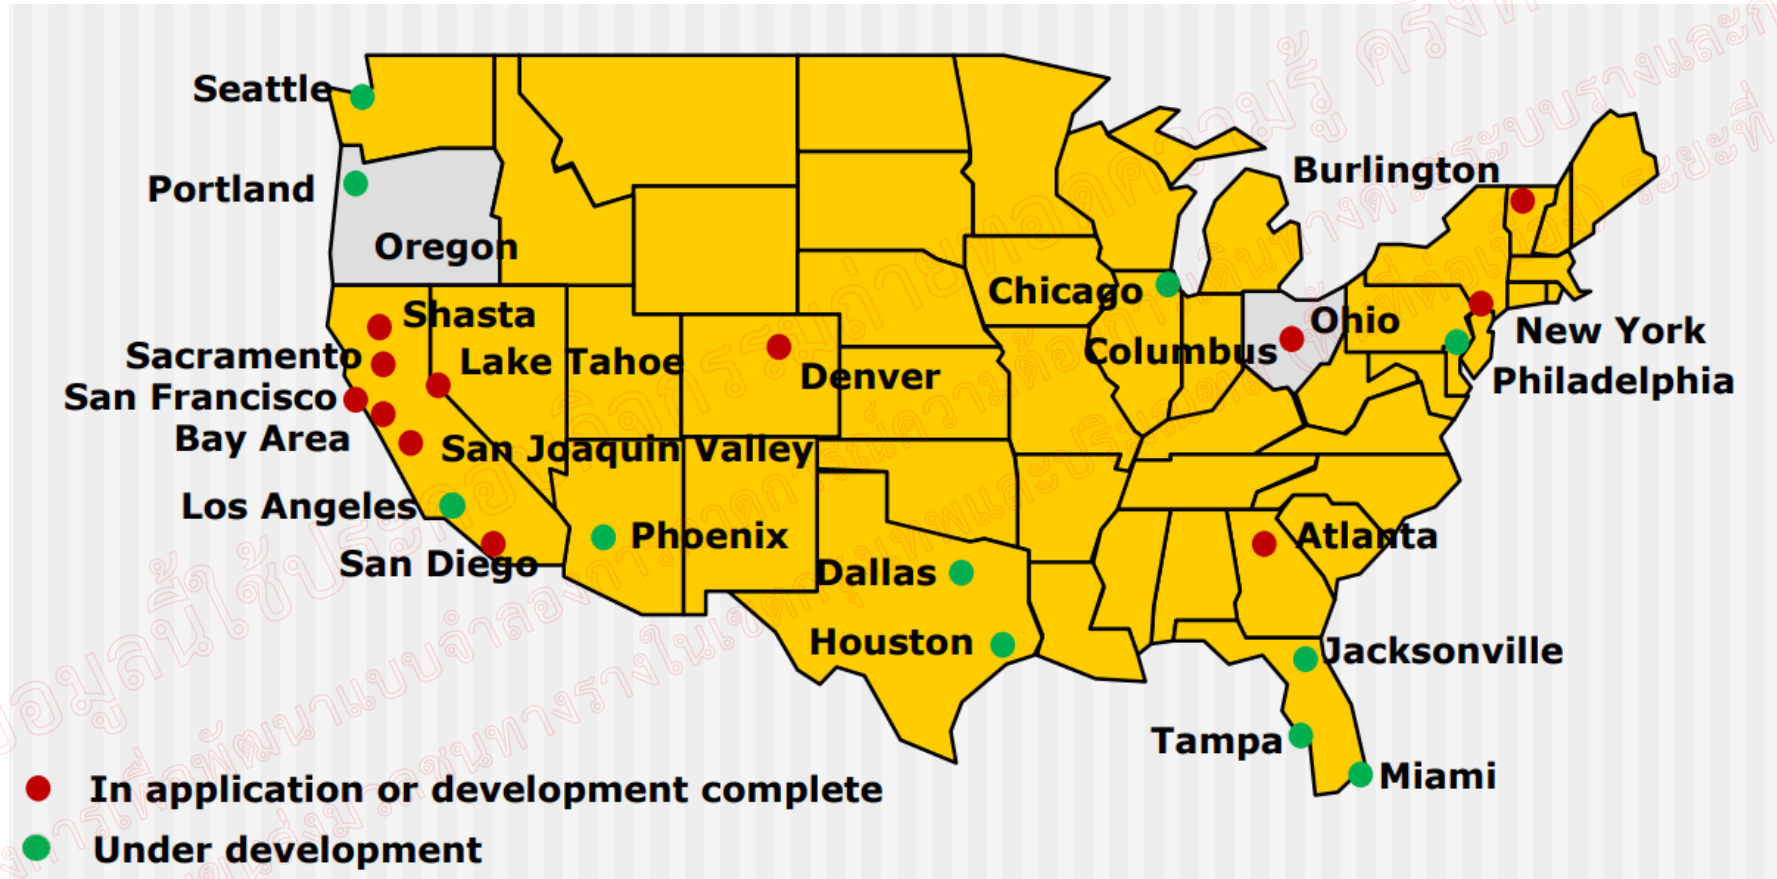 Seattle
Burlington
Portland
Oregon
Chicago
Shasta
Ohio
New York
Sacramento
Lake Tahoe
Columbus
Denver
Philadelphia
San Francisco
Bay Area
San Joaquin Valley
Los Angeles
Phoenix
Atlanta
San Diego
Dallas
Houston
Jacksonville
Tampa
Miami
In application or development complete
Under development